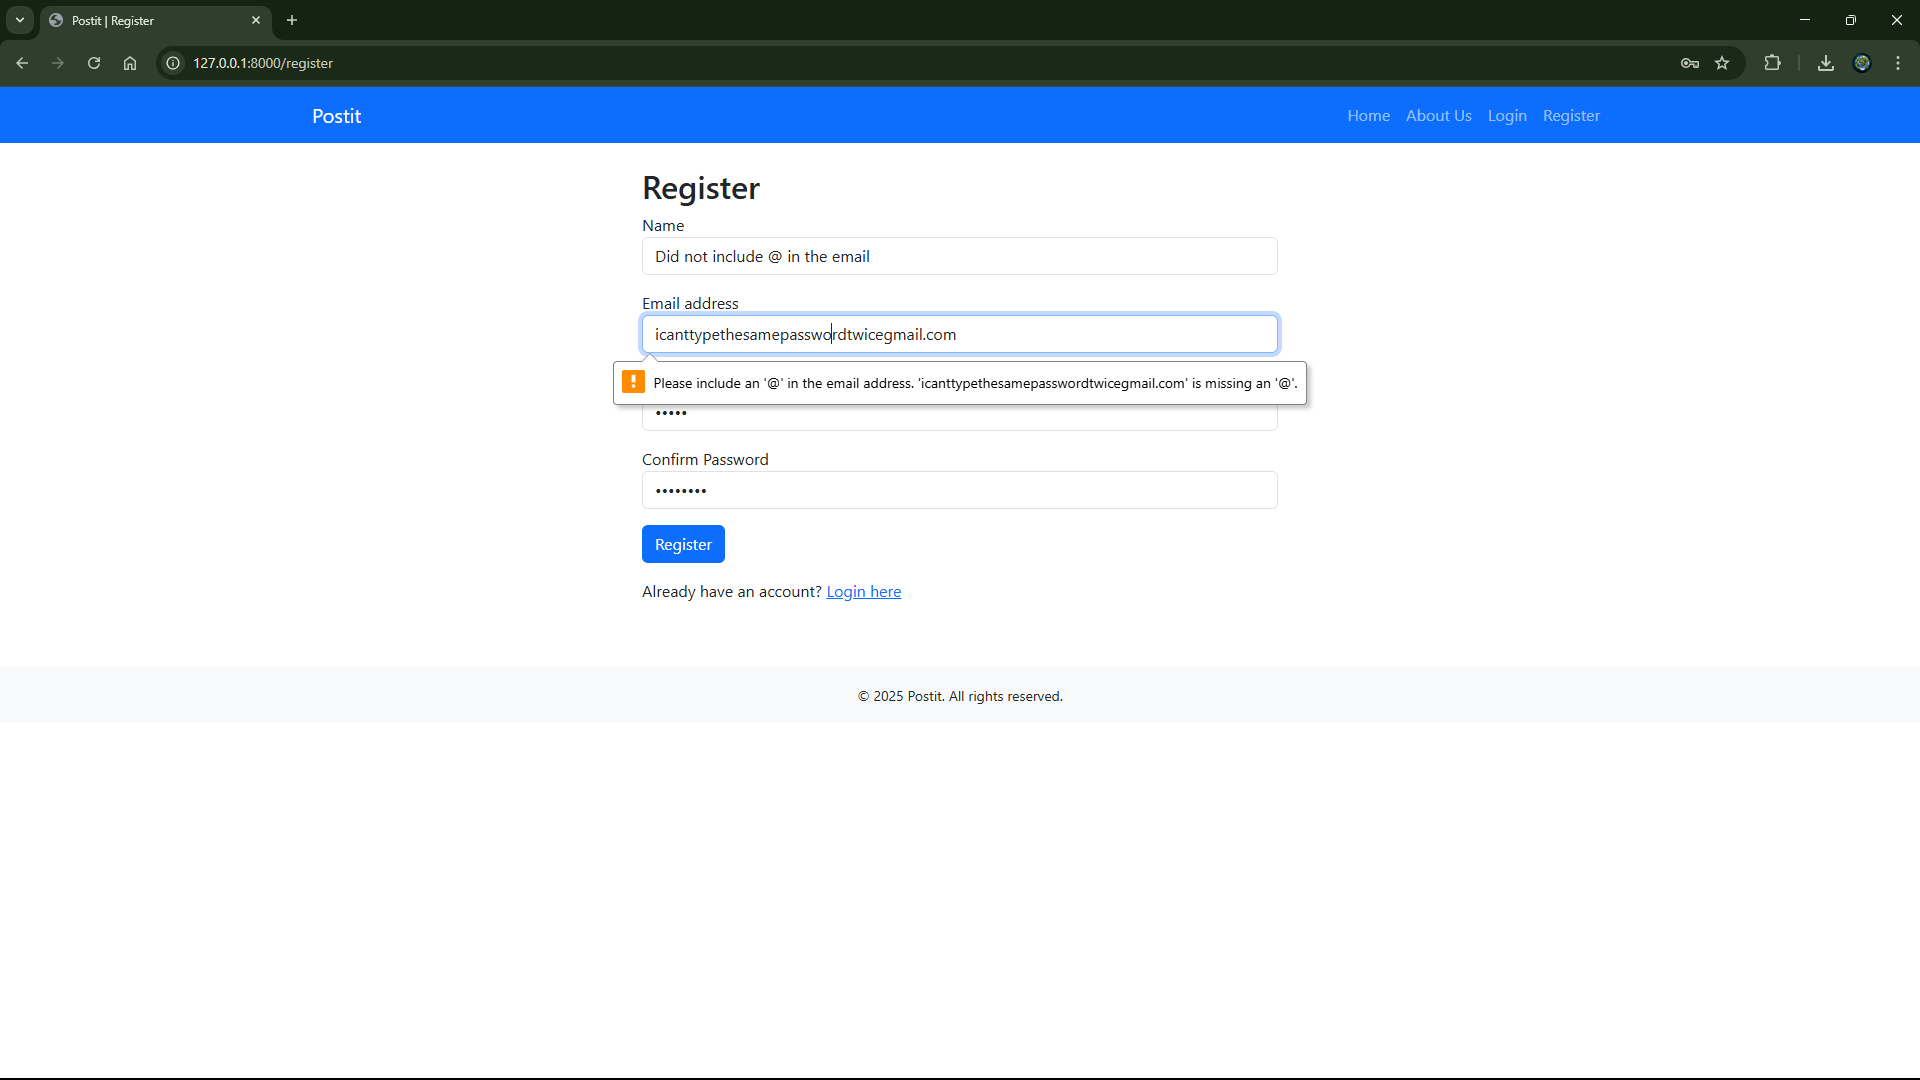 Postit | Register
127.0.0.1:8000/register
Postit
Home About Us Login Register
Register
Name
Did not include @ in the email
Email address
icanttypethesamepasswordtwicegmail.com
Please include an '@' in the email address. 'icanttypethesamepasswordtwicegmail.com' is missing an '@'.
•••••
Confirm Password
••••••••
Register
Already have an account? Login here
© 2025 Postit. All rights reserved.